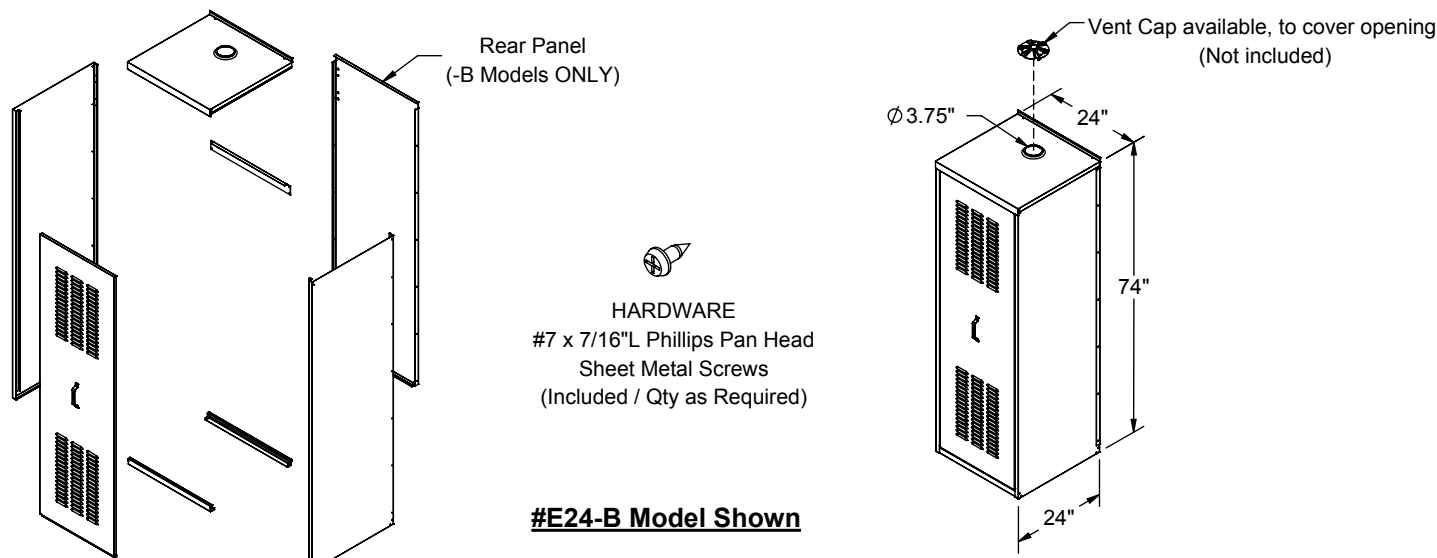 Rear Panel
(-B Models ONLY)
Vent Cap available, to cover opening
(Not included)
∅3.75"
24"
74"
24"
HARDWARE
#7 x 7/16"L Phillips Pan Head
Sheet Metal Screws
(Included / Qty as Required)
#E24-B Model Shown